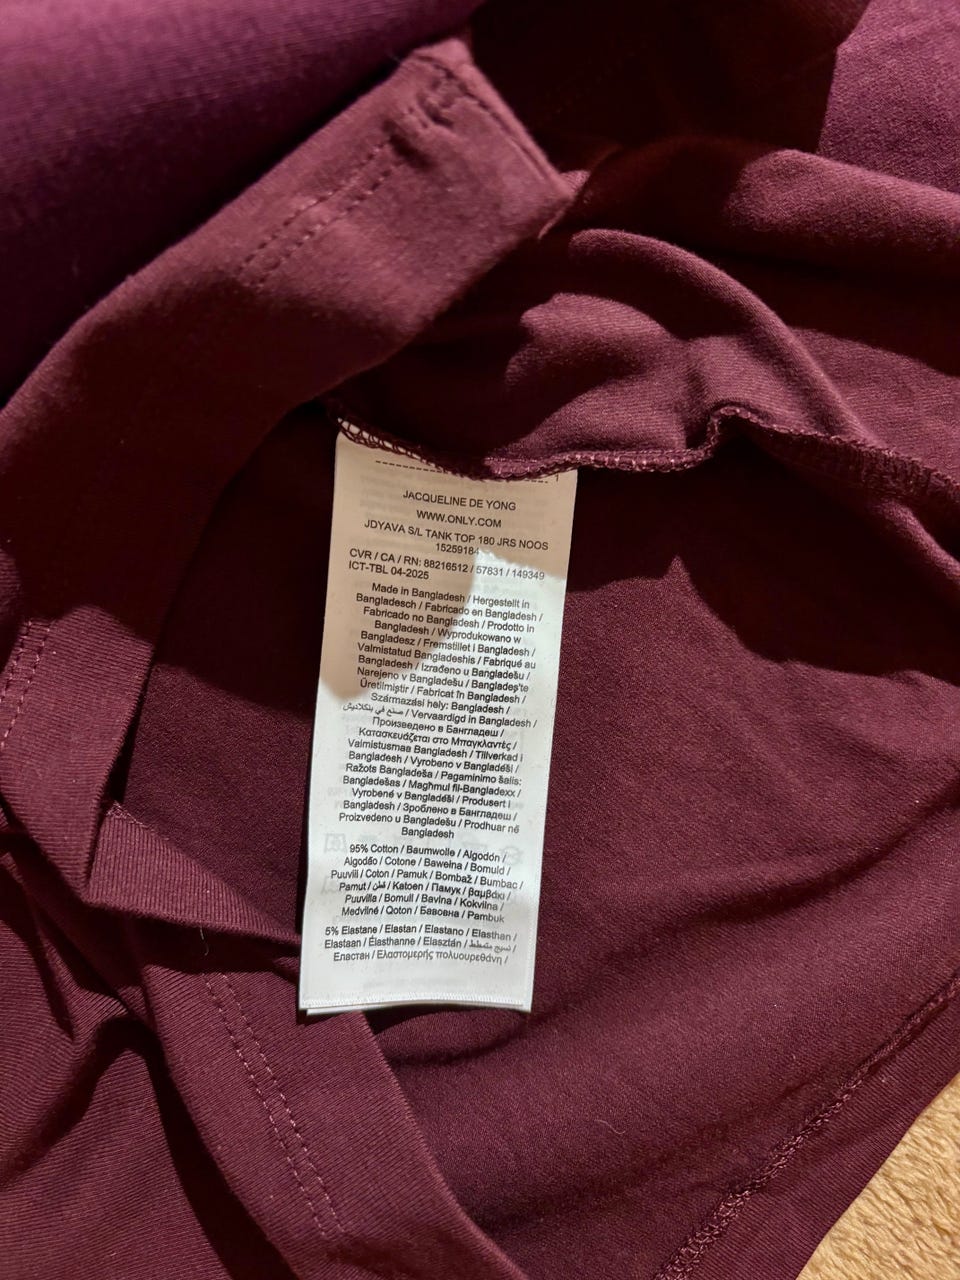 JACQUELINE DE YONG
WWW.ONLY.COM
JDYAVA S/L TANK TOP 180 JRS NOOS
15259184
CVR / CA / RN: 88216512 / 57831 / 149349
ICT-TBL 04-2025
Made in Bangladesh / Hergestellt in
Bangladesch / Fabricado en Bangladesh /
Fabricado no Bangladesh / Prodotto in
Bangladesh / Wyprodukowano w
Bangladesz / Fremstillet i Bangladesh /
Valmistatud Bangladeshis / Fabriqué au
Bangladesh / Izrađeno u Bangladešu /
Narejeno v Bangladešu / Bangladeş'te
Üretilmiştir / Fabricat în Bangladesh /
Származási hely: Bangladesh /
صنع في بنكلاديش / Vervaardigd in Bangladesh /
Произведено в Бангладеш /
Κατασκευάζεται στο Μπαγκλαντές /
Valmistusmaa Bangladesh / Tillverkad i
Bangladesh / Vyrobeno v Bangladéši /
Ražots Bangladeša / Pagaminimo šalis:
Bangladešas / Magħmul fil-Bangladexx /
Vyrobené v Bangladéši / Produsert i
Bangladesh / Зроблено в Бангладеш /
Proizvedeno u Bangladešu / Prodhuar në
Bangladesh
95% Cotton / Baumwolle / Algodón /
Algodão / Cotone / Bawełna / Bomuld /
Puuvill / Coton / Pamuk / Bombaž / Bumbac /
Pamut / قطن / Katoen / Памук / βαμβάκι /
Puuvilla / Bomull / Bavlna / Kokvilna /
Medvilnė / Qoton / Бавовна / Pambuk
5% Elastane / Elastan / Elastano / Elasthan /
Elastaan / Élasthanne / Elasztán / نسيج متمطط /
Еластан / Ελαστομερής πολυουρεθάνη /